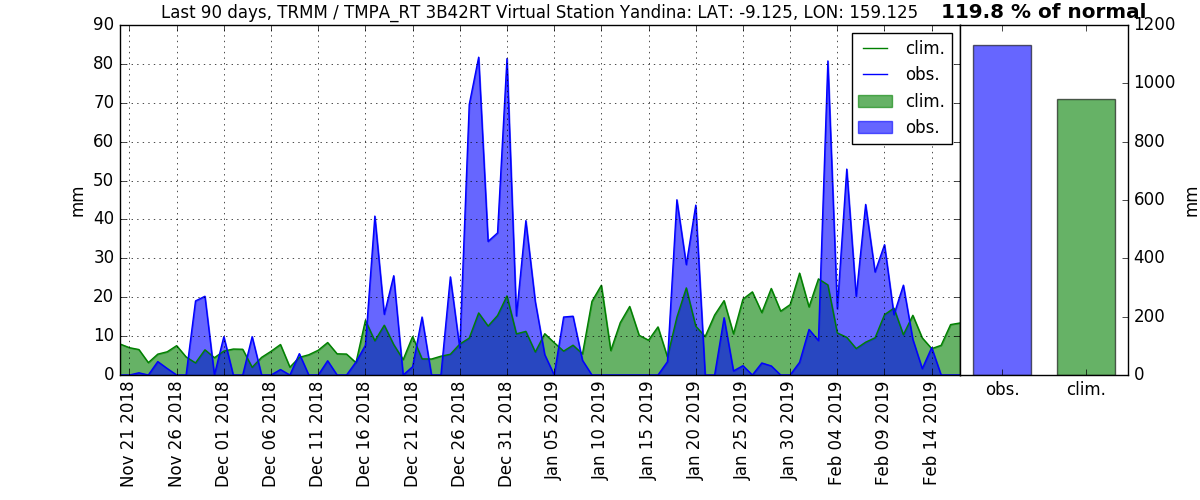 Last 90 days, TRMM / TMPA_RT 3B42RT Virtual Station Yandina: LAT: -9.125, LON: 159.125
119.8 % of normal
90
80
70
60
50
40
30
20
10
0
mm
clim.
obs.
clim.
obs.
Nov 21 2018
Nov 26 2018
Dec 01 2018
Dec 06 2018
Dec 11 2018
Dec 16 2018
Dec 21 2018
Dec 26 2018
Dec 31 2018
Jan 05 2019
Jan 10 2019
Jan 15 2019
Jan 20 2019
Jan 25 2019
Jan 30 2019
Feb 04 2019
Feb 09 2019
Feb 14 2019
1200
1000
800
600
400
200
0
mm
obs.
clim.